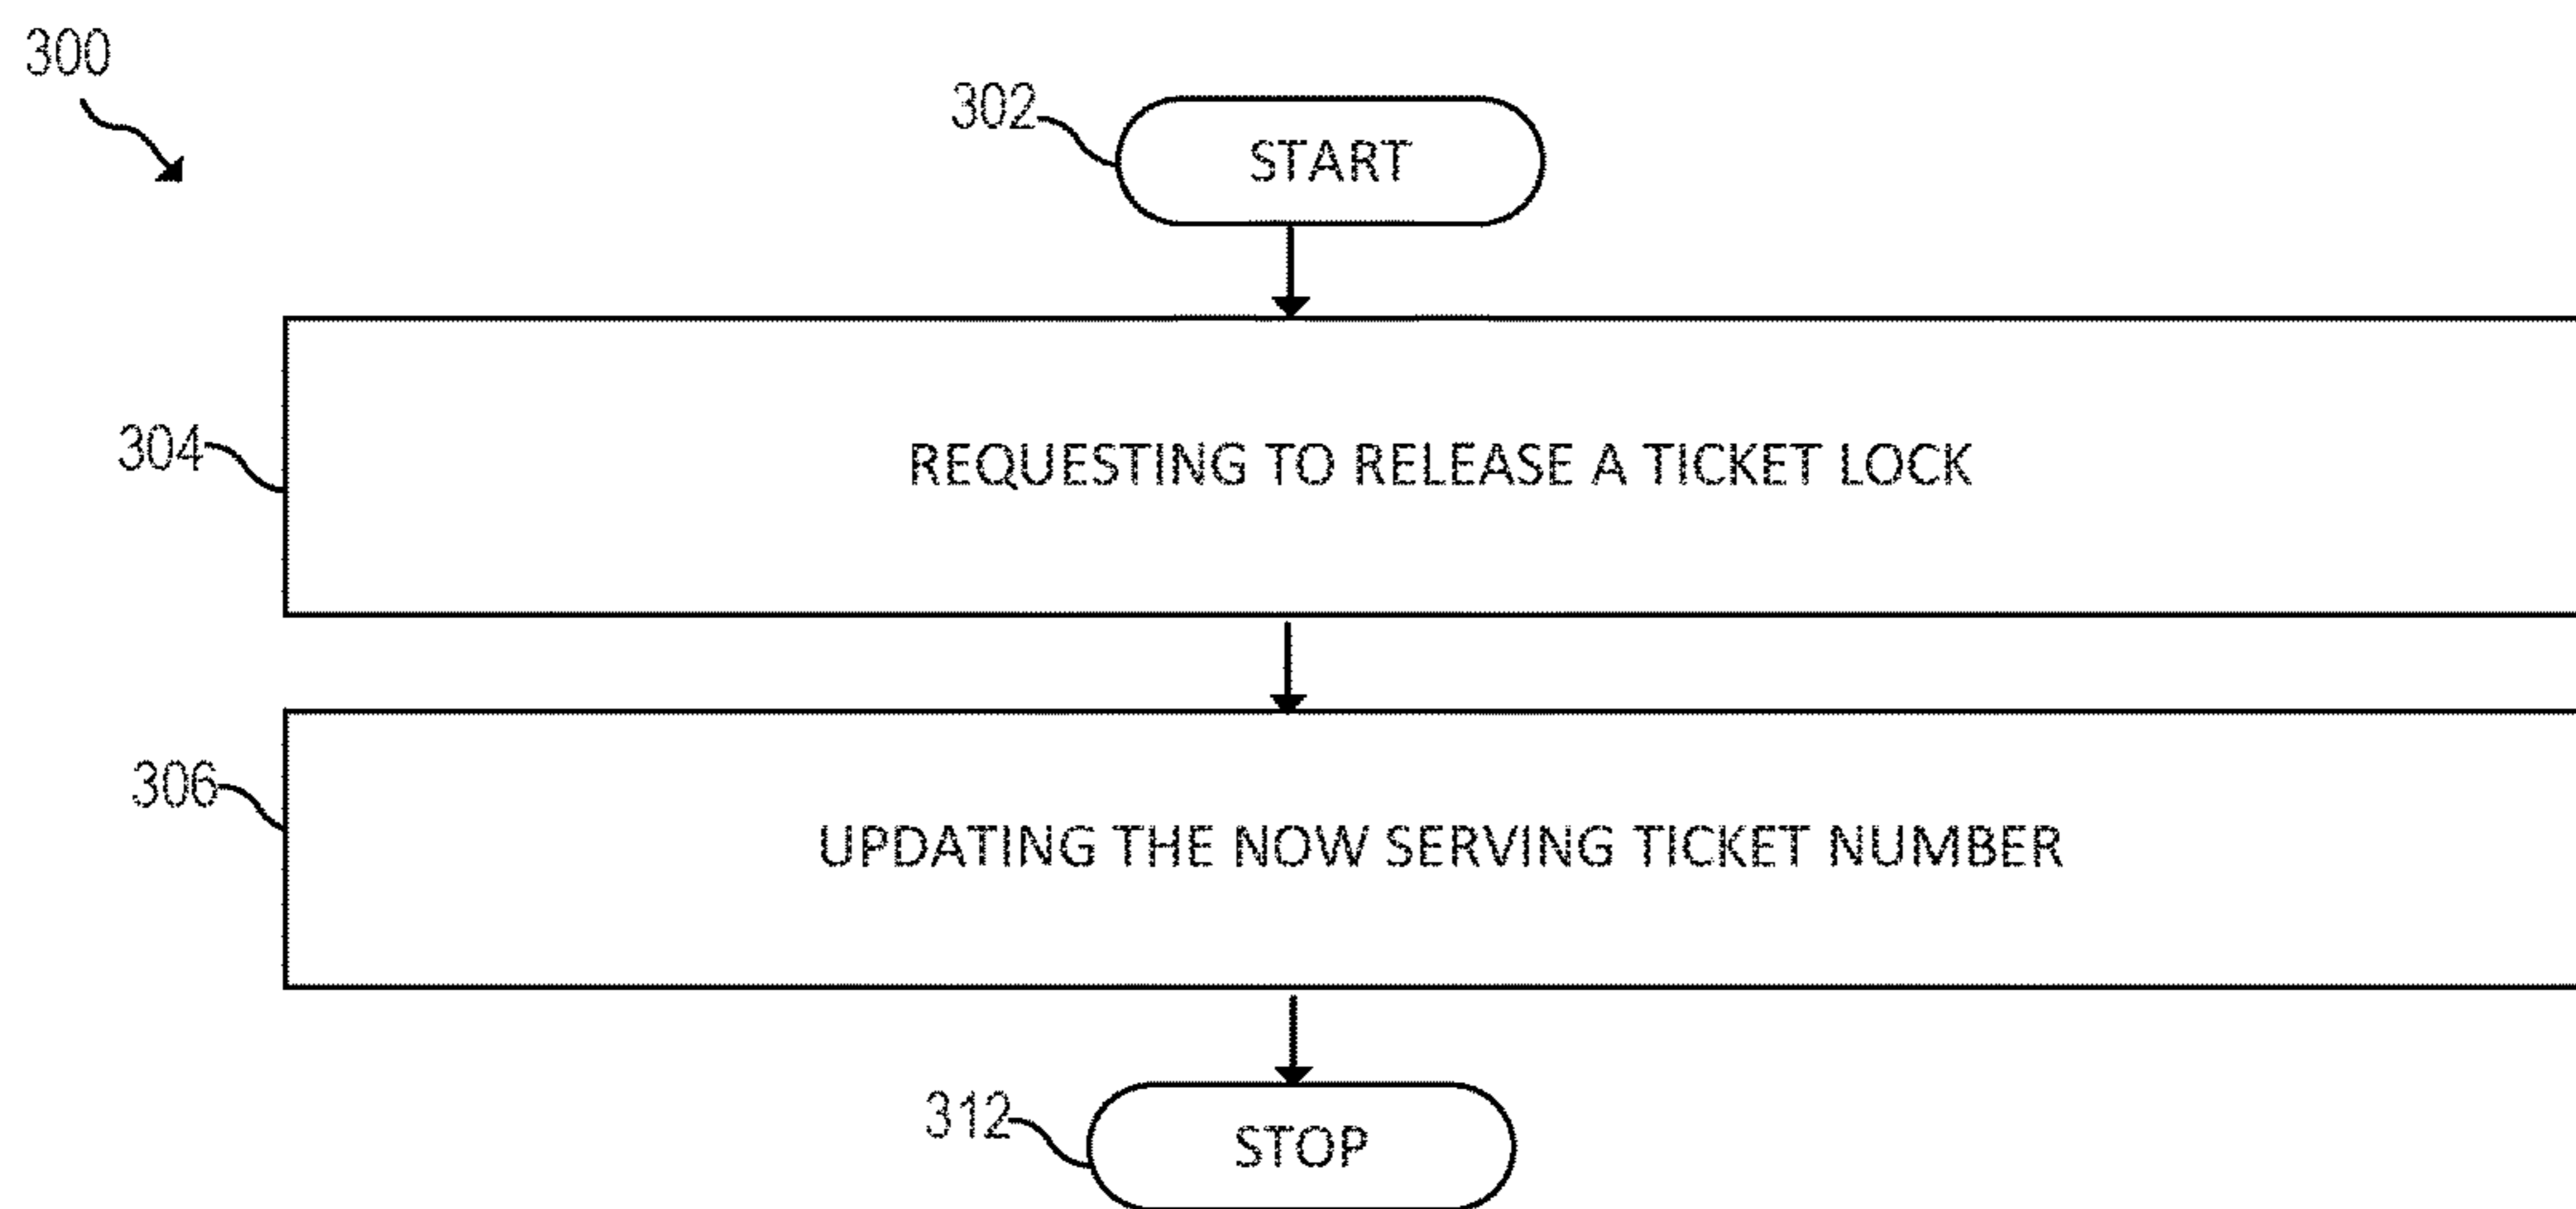 300
302
START
304
REQUESTING TO RELEASE A TICKET LOCK
306
UPDATING THE NOW SERVING TICKET NUMBER
312
STOP